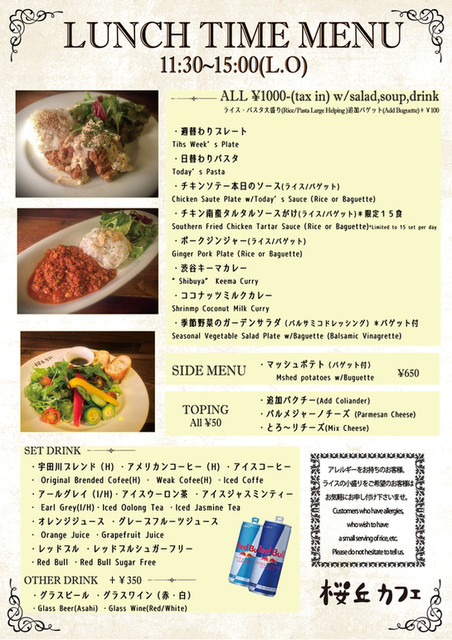 LUNCH TIME MENU
11:30~15:00(L.O)
ALL ¥1000-(tax in) w/salad,soup,drink
ライス・パスタ大盛り(Rice/Pasta Large Helping)追加バゲット(Add Buguette)+¥100
・週替わりプレート
Tihs Week's Plate
・日替わりパスタ
Today's Pasta
・チキンソテー本日のソース(ライス/バゲット)
Chicken Saute Plate w/Today's Sauce (Rice or Baguette)
・チキン南蛮タルタルソースがけ(ライス/バゲット)＊限定１５食
Southern Fried Chicken Tartar Sauce (Rice or Baguette)*Limited to 15 set per day
・ポークジンジャー(ライス/バゲット)
Ginger Pork Plate (Rice or Baguette)
・渋谷キーマカレー
"Shibuya" Keema Curry
・ココナッツミルクカレー
Shrinmp Coconut Milk Curry
・季節野菜のガーデンサラダ (バルサミコドレッシング) ＊バゲット付
Seasonal Vegetable Salad Plate w/Baguette (Balsamic Vinagrette)
SIDE MENU
・マッシュポテト (バゲット付)
Mshed potatoes w/Buguette
¥650
TOPING
All ¥50
・追加パクチー(Add Coliander)
・パルメジャーノチーズ (Parmesan Cheese)
・とろ〜りチーズ(Mix Cheese)
SET DRINK
・宇田川ブレンド(H) ・アメリカンコーヒー (H) ・アイスコーヒー
・ Original Brended Cofee(H) ・ Weak Cofee(H) ・Iced Coffe
・アールグレイ (I/H)・アイスウーロン茶 ・アイスジャスミンティー
・ Earl Grey(I/H)・Iced Oolong Tea ・Iced Jasmine Tea
・オレンジジュース ・グレープフルーツジュース
・ Orange Juice ・Grapefruit Juice
・レッドブル ・レッドブルシュガーフリー
・Red Bull ・Red Bull Sugar Free
OTHER DRINK +¥350
・グラスビール ・グラスワイン (赤・白)
・Glass Beer(Asahi) ・Glass Wine(Red/White)
Red Bull
Red Bull
アレルギーをお持ちのお客様、
ライスの小盛りをご希望のお客様は
お気軽にお申し付け下さいませ。
Customers who have allergies,
who wish to have
a small serving of rice, etc.
Please do not hesitate to tell us.
桜丘カフェ